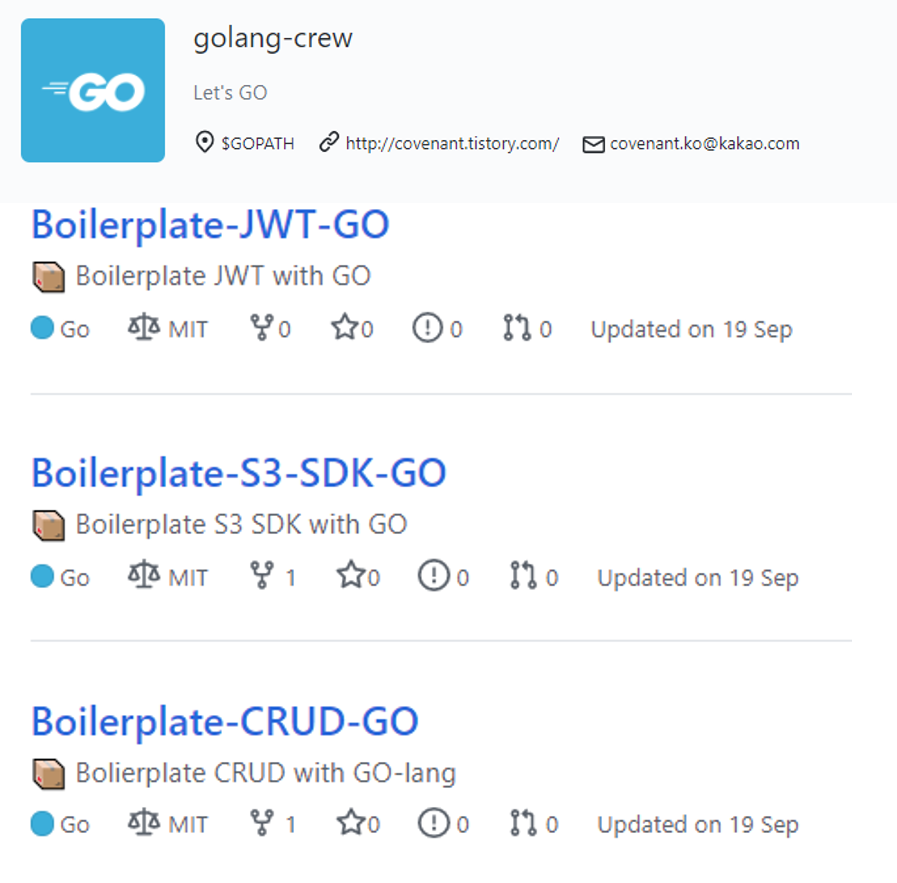 GO
golang-crew
Let's GO
$GOPATH http://covenant.tistory.com/ covenant.ko@kakao.com
Boilerplate-JWT-GO
Boilerplate JWT with GO
Go MIT 0 0 0 0 Updated on 19 Sep
Boilerplate-S3-SDK-GO
Boilerplate S3 SDK with GO
Go MIT 1 0 0 0 Updated on 19 Sep
Boilerplate-CRUD-GO
Bolierplate CRUD with GO-lang
Go MIT 1 0 0 0 Updated on 19 Sep